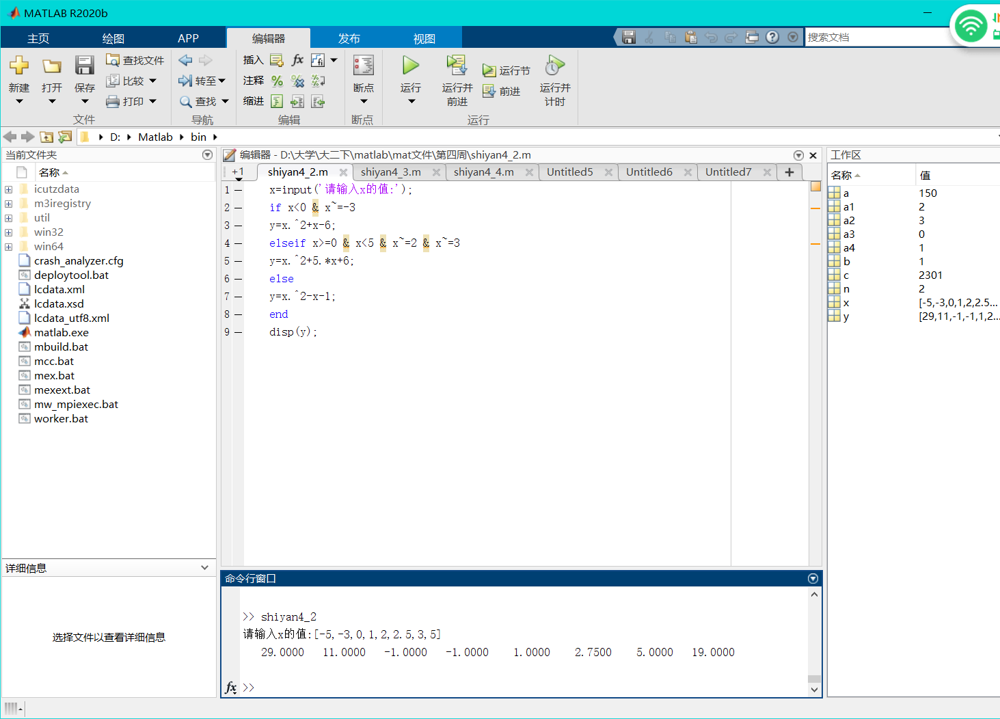 MATLAB R2020b
主页 绘图 APP 编辑器 发布 视图 搜索文档
新建 打开 保存 查找文件 比较 打印 转至 查找 插入 fx 注释 缩进 断点 运行 运行并前进 运行节 前进 运行并计时
文件 导航 编辑 断点 运行
D: Matlab bin
当前文件夹
名称
icutzdata
m3iregistry
util
win32
win64
crash_analyzer.cfg
deploytool.bat
lcdata.xml
lcdata.xsd
lcdata_utf8.xml
matlab.exe
mbuild.bat
mcc.bat
mex.bat
mexext.bat
mw_mpiexec.bat
worker.bat
详细信息
选择文件以查看详细信息
编辑器 - D:\大学\大二下\matlab\mat文件\第四周\shiyan4_2.m
+1 shiyan4_2.m shiyan4_3.m shiyan4_4.m Untitled5 Untitled6 Untitled7 +
1 x=input('请输入x的值:');
2 if x<0 & x~=-3
3 y=x.^2+x-6;
4 elseif x>=0 & x<5 & x~=2 & x~=3
5 y=x.^2+5.*x+6;
6 else
7 y=x.^2-x-1;
8 end
9 disp(y);
命令行窗口
>> shiyan4_2
请输入x的值:[-5,-3,0,1,2,2.5,3,5]
29.0000 11.0000 -1.0000 -1.0000 1.0000 2.7500 5.0000 19.0000
fx >>
工作区
名称 值
a 150
a1 2
a2 3
a3 0
a4 1
b 1
c 2301
n 2
x [-5,-3,0,1,2,2.5...
y [29,11,-1,-1,1,2...